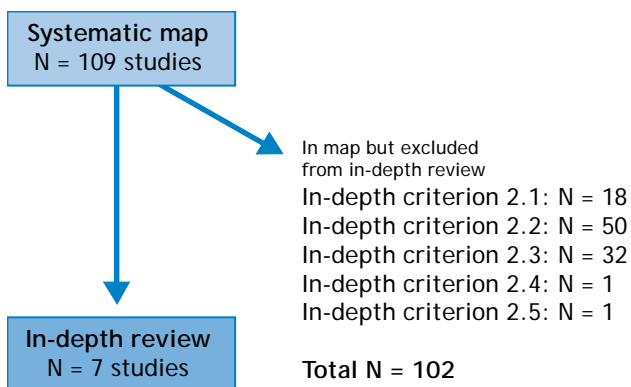 Systematic map
N = 109 studies
In map but excluded
from in-depth review
In-depth criterion 2.1: N = 18
In-depth criterion 2.2: N = 50
In-depth criterion 2.3: N = 32
In-depth criterion 2.4: N = 1
In-depth criterion 2.5: N = 1
Total N = 102
In-depth review
N = 7 studies